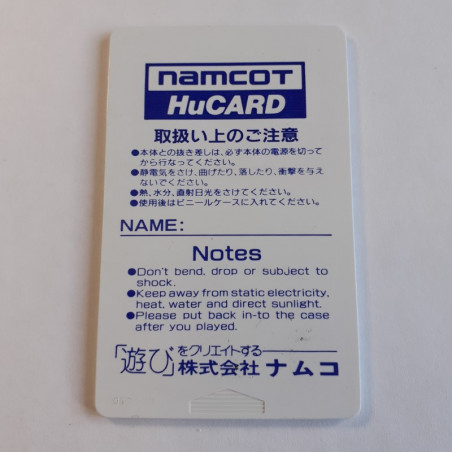 namcot
HuCARD
取扱い上のご注意
●本体との抜き差しは、必ず本体の電源を切って
から行なってください。
●静電気をさけ、曲げたり、落したり、衝撃を与え
ないでください。
●熱、水分、直射日光をさけてください。
●使用後はビニールケースに入れてください。
NAME:
Notes
●Don't bend, drop or subject to
shock.
●Keep away from static electricity,
heat, water and direct sunlight.
●Please put back in-to the case
after you played.
「遊び」をクリエイトする
株式会社 ナムコ